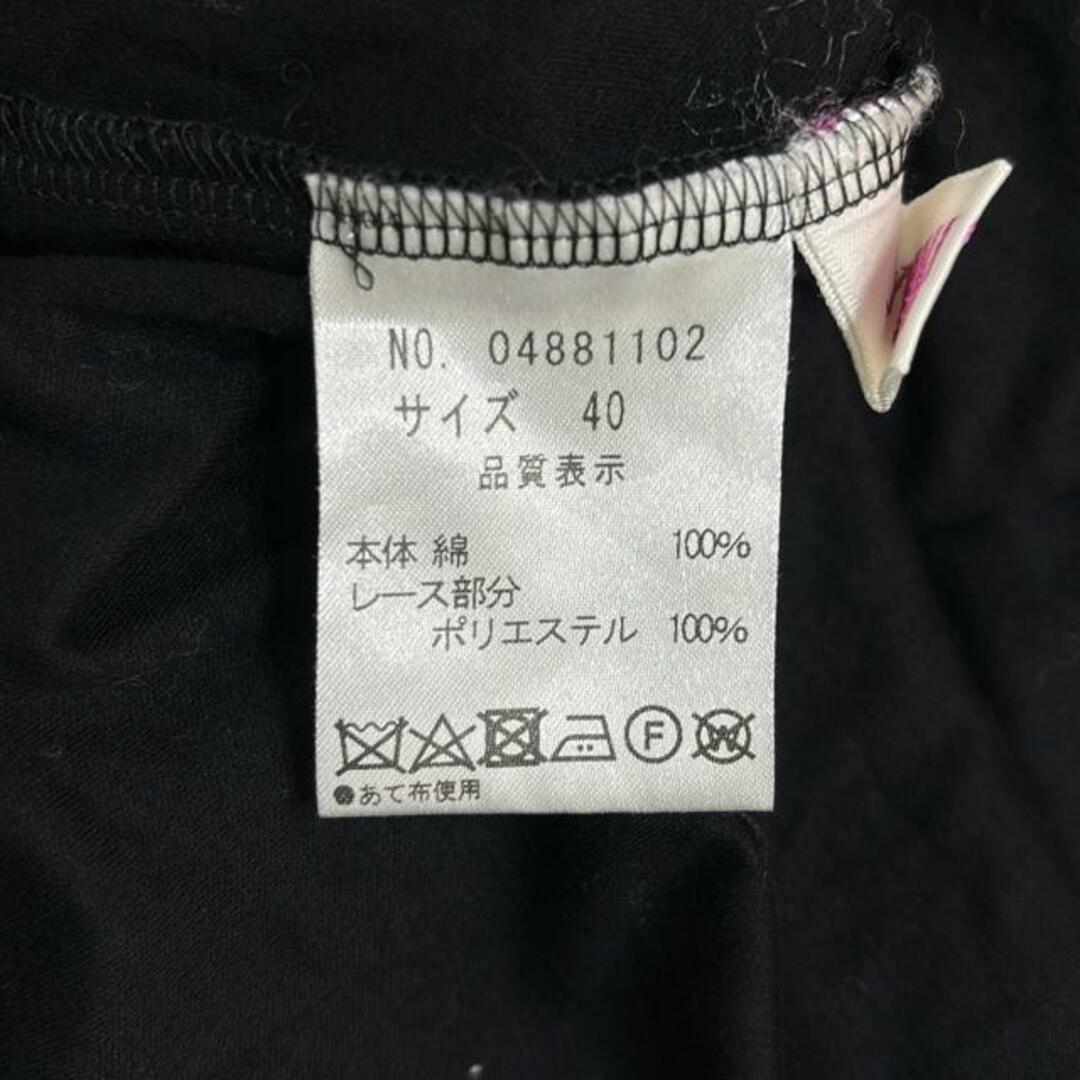 NO. 04881102
サイズ 40
品質表示
本体 綿 100%
レース部分
ポリエステル 100%
F W
●あて布使用